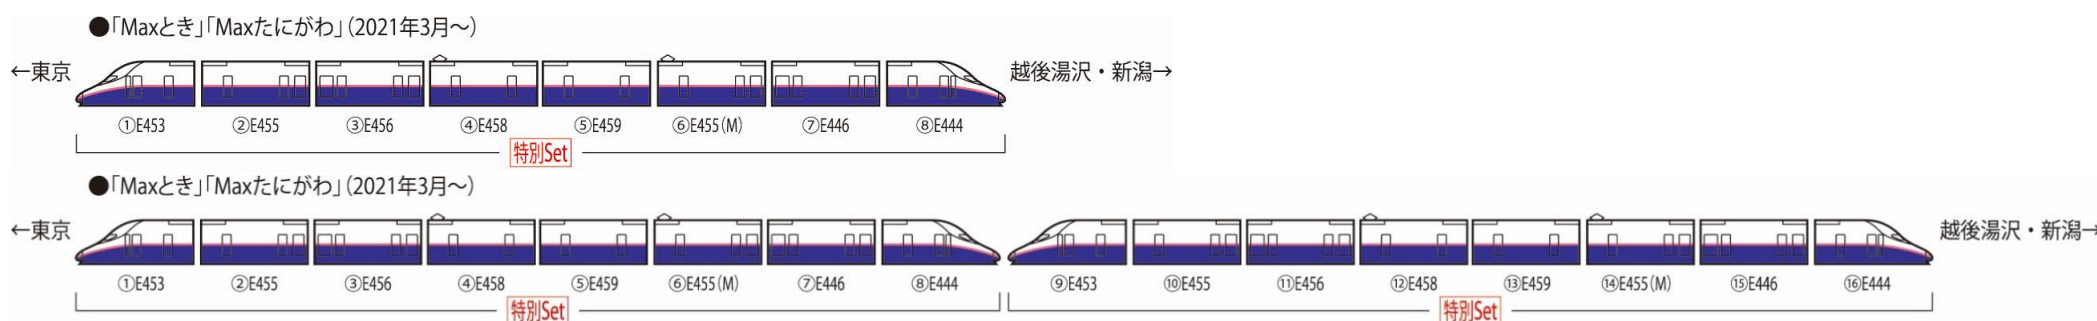 ●「Maxとき」「Maxたにがわ」（2021年3月～）
←東京
越後湯沢・新潟→
①E453 ②E455 ③E456 ④E458 ⑤E459 ⑥E455（M） ⑦E446 ⑧E444
特別Set
●「Maxとき」「Maxたにがわ」（2021年3月～）
←東京
越後湯沢・新潟→
①E453 ②E455 ③E456 ④E458 ⑤E459 ⑥E455（M） ⑦E446 ⑧E444 ⑨E453 ⑩E455 ⑪E456 ⑫E458 ⑬E459 ⑭E455（M） ⑮E446 ⑯E444
特別Set 特別Set